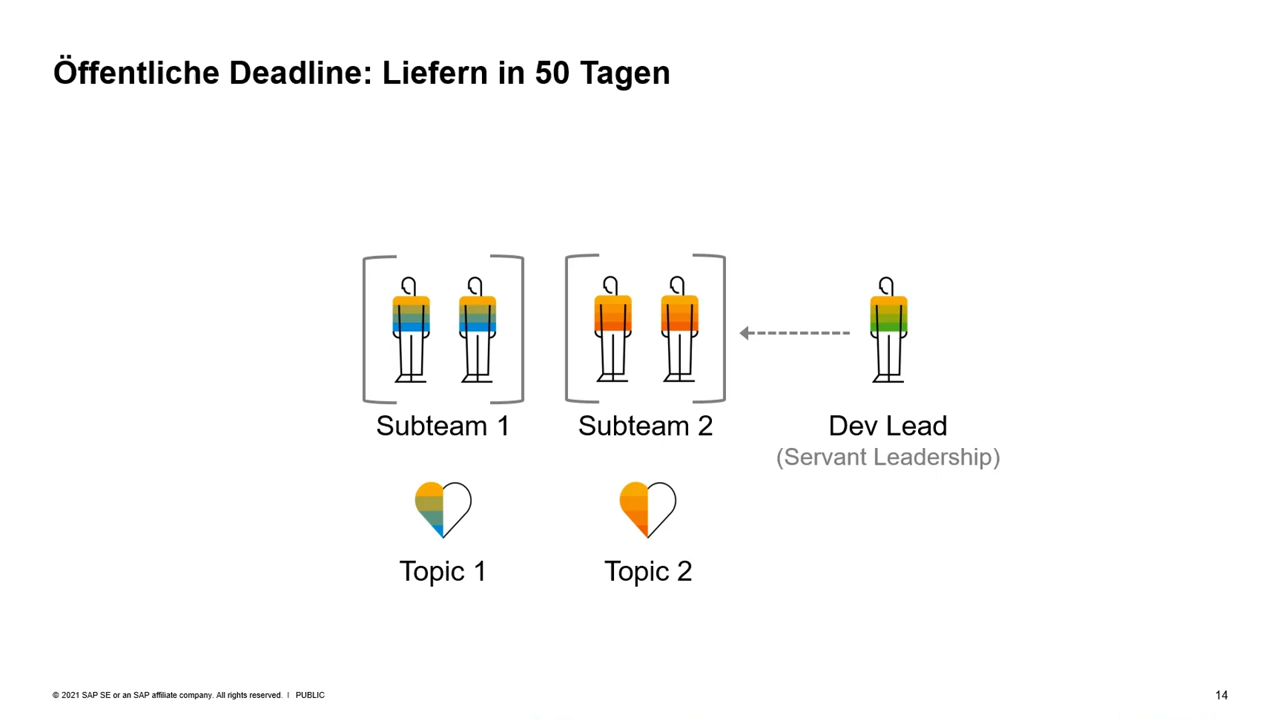 Öffentliche Deadline: Liefern in 50 Tagen
Subteam 1
Subteam 2
Dev Lead
(Servant Leadership)
Topic 1
Topic 2
© 2021 SAP SE or an SAP affiliate company. All rights reserved. ǀ PUBLIC
14